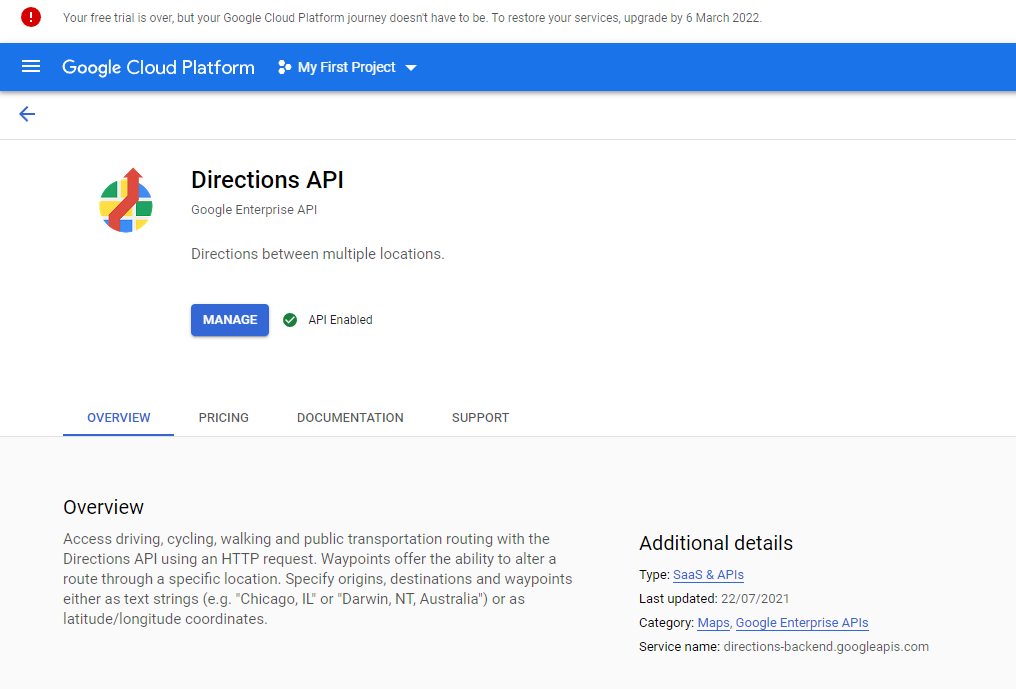 Your free trial is over, but your Google Cloud Platform journey doesn't have to be. To restore your services, upgrade by 6 March 2022.
Google Cloud Platform My First Project
Directions API
Google Enterprise API
Directions between multiple locations.
MANAGE API Enabled
OVERVIEW PRICING DOCUMENTATION SUPPORT
Overview
Access driving, cycling, walking and public transportation routing with the
Directions API using an HTTP request. Waypoints offer the ability to alter a
route through a specific location. Specify origins, destinations and waypoints
either as text strings (e.g. "Chicago, IL" or "Darwin, NT, Australia") or as
latitude/longitude coordinates.
Additional details
Type: SaaS & APIs
Last updated: 22/07/2021
Category: Maps, Google Enterprise APIs
Service name: directions-backend.googleapis.com